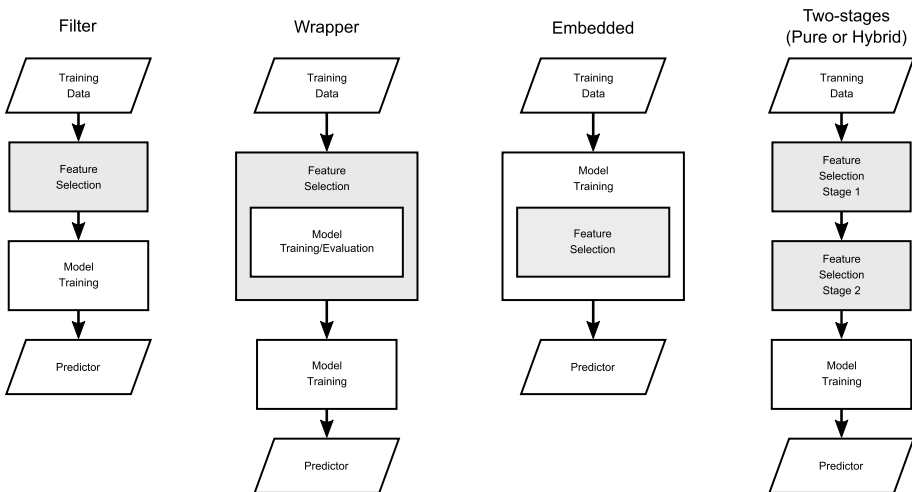 Filter
Training
Data
Feature
Selection
Model
Training
Predictor
Wrapper
Training
Data
Feature
Selection
Model
Training/Evaluation
Model
Training
Predictor
Embedded
Training
Data
Model
Training
Feature
Selection
Predictor
Two-stages
(Pure or Hybrid)
Tranning
Data
Feature
Selection
Stage 1
Feature
Selection
Stage 2
Model
Training
Predictor